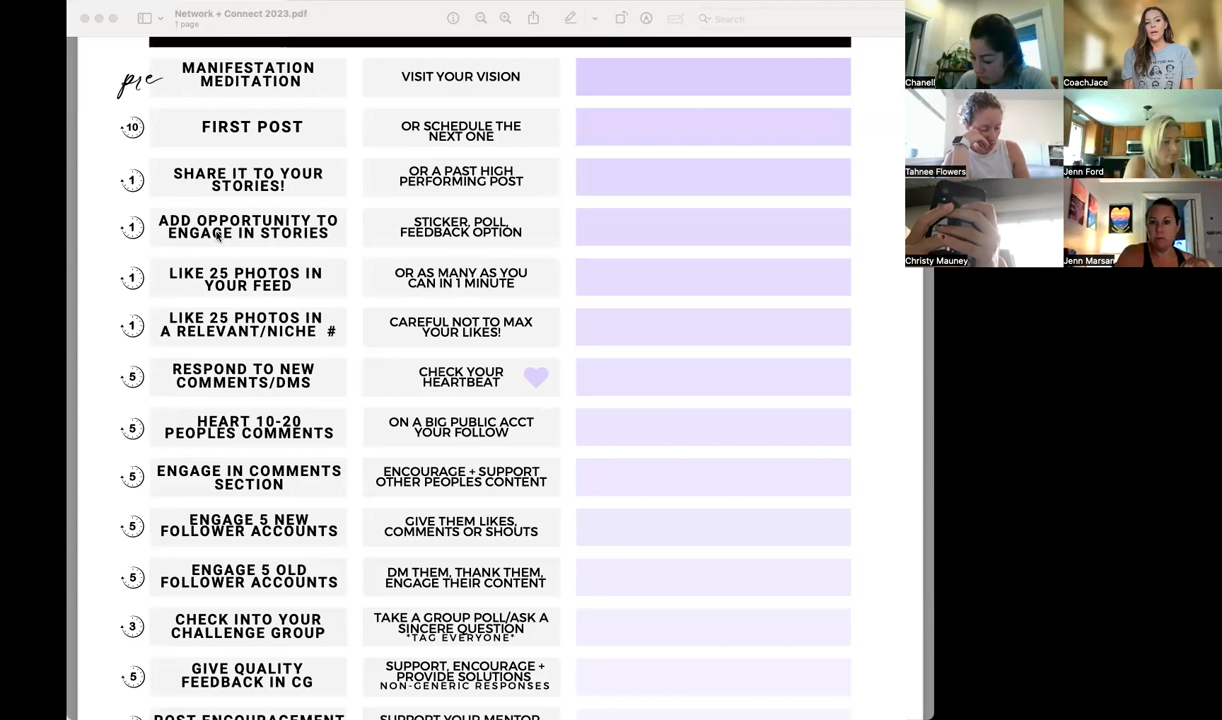 Network + Connect 2023.pdf
1 page
Search
pre
MANIFESTATION
MEDITATION
VISIT YOUR VISION
10
FIRST POST
OR SCHEDULE THE
NEXT ONE
1
SHARE IT TO YOUR
STORIES!
OR A PAST HIGH
PERFORMING POST
1
ADD OPPORTUNITY TO
ENGAGE IN STORIES
STICKER, POLL,
FEEDBACK OPTION
1
LIKE 25 PHOTOS IN
YOUR FEED
OR AS MANY AS YOU
CAN IN 1 MINUTE
1
LIKE 25 PHOTOS IN
A RELEVANT/NICHE #
CAREFUL NOT TO MAX
YOUR LIKES!
5
RESPOND TO NEW
COMMENTS/DMS
CHECK YOUR
HEARTBEAT
5
HEART 10-20
PEOPLES COMMENTS
ON A BIG PUBLIC ACCT
YOUR FOLLOW
5
ENGAGE IN COMMENTS
SECTION
ENCOURAGE + SUPPORT
OTHER PEOPLES CONTENT
5
ENGAGE 5 NEW
FOLLOWER ACCOUNTS
GIVE THEM LIKES,
COMMENTS OR SHOUTS
5
ENGAGE 5 OLD
FOLLOWER ACCOUNTS
DM THEM, THANK THEM,
ENGAGE THEIR CONTENT
3
CHECK INTO YOUR
CHALLENGE GROUP
TAKE A GROUP POLL/ASK A
SINCERE QUESTION
*TAG EVERYONE*
5
GIVE QUALITY
FEEDBACK IN CG
SUPPORT, ENCOURAGE +
PROVIDE SOLUTIONS
NON-GENERIC RESPONSES
POST ENCOURAGEMENT
SUPPORT YOUR MENTOR
Chanell
CoachJace
Tahnee Flowers
Jenn Ford
Christy Mauney
Jenn Marsan